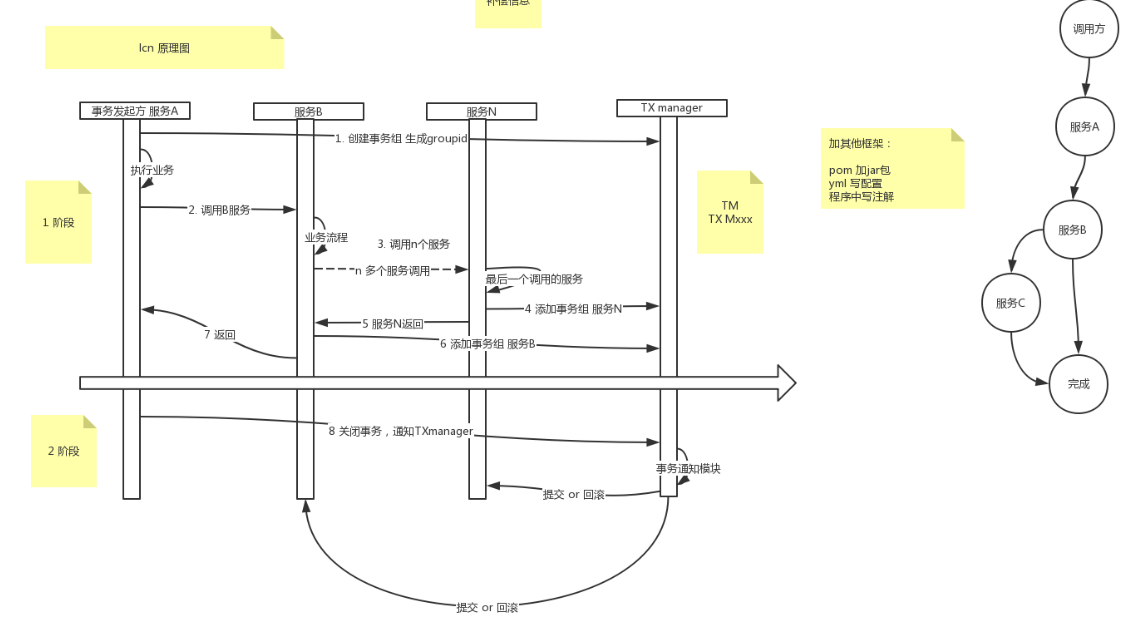 补偿信息
lcn 原理图
调用方
事务发起方 服务A
服务B
服务N
TX manager
1. 创建事务组 生成groupid
服务A
加其他框架：
pom 加jar包
yml 写配置
程序中写注解
执行业务
1 阶段
2. 调用B服务
TM
TX Mxxx
业务流程
3. 调用n个服务
服务B
n 多个服务调用
最后一个调用的服务
4 添加事务组 服务N
服务C
5 服务N返回
7 返回
6 添加事务组 服务B
完成
8 关闭事务，通知TXmanager
2 阶段
事务通知模块
提交 or 回滚
提交 or 回滚